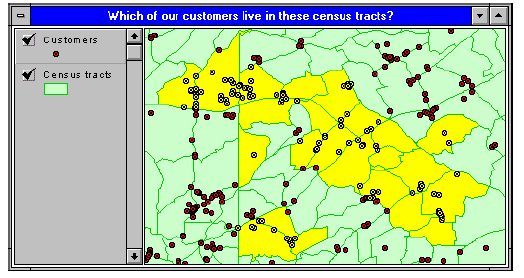 Which of our customers live in these census tracts?
Customers
Census tracts